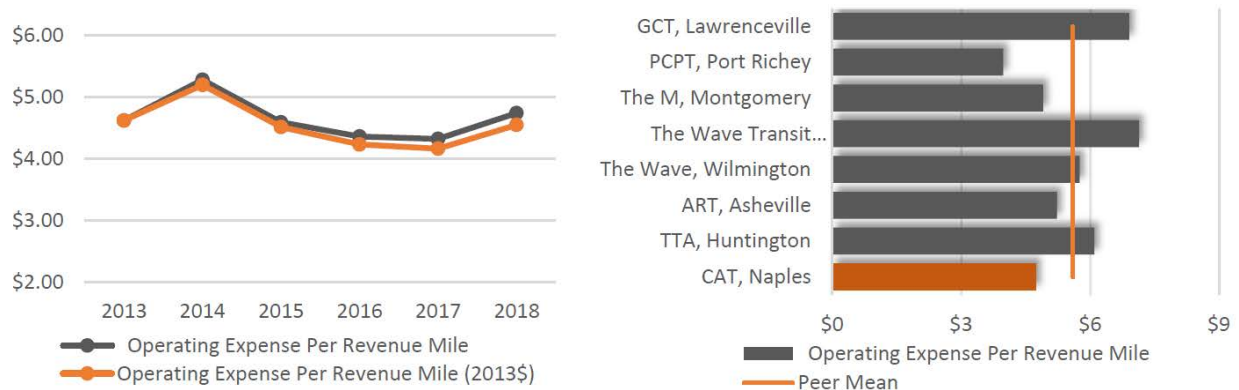 $6.00
$5.00
$4.00
$3.00
$2.00
2013 2014 2015 2016 2017 2018
Operating Expense Per Revenue Mile
Operating Expense Per Revenue Mile (2013$)
GCT, Lawrenceville
PCPT, Port Richey
The M, Montgomery
The Wave Transit...
The Wave, Wilmington
ART, Asheville
TTA, Huntington
CAT, Naples
$0 $3 $6 $9
Operating Expense Per Revenue Mile
Peer Mean